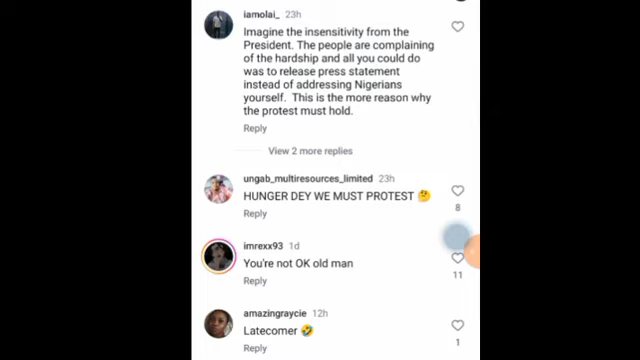 iamolai_ 23h
Imagine the insensitivity from the
President. The people are complaining
of the hardship and all you could do
was to release press statement
instead of addressing Nigerians
yourself. This is the more reason why
the protest must hold.
Reply
View 2 more replies
ungab_multiresources_limited 23h
HUNGER DEY WE MUST PROTEST 🤔
8
Reply
imrexx93 1d
You're not OK old man
11
Reply
amazingraycie 12h
Latecomer 🤣
1
Reply